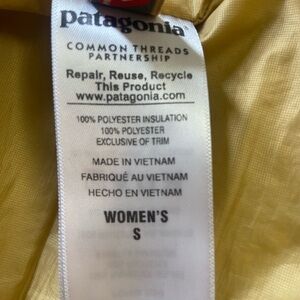 patagonia®
COMMON THREADS
PARTNERSHIP
Repair, Reuse, Recycle
This Product
www.patagonia.com
100% POLYESTER INSULATION
100% POLYESTER
EXCLUSIVE OF TRIM
MADE IN VIETNAM
FABRIQUÉ AU VIETNAM
HECHO EN VIETNAM
WOMEN'S
S